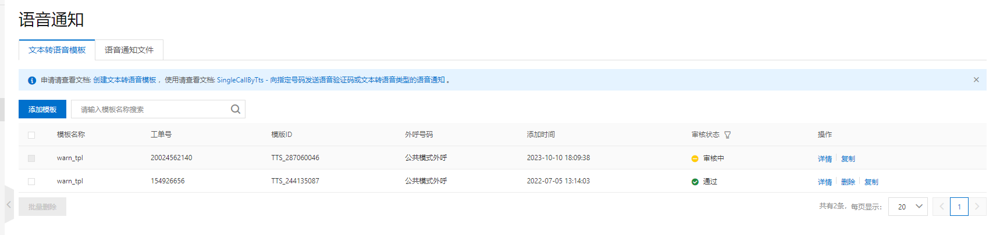 语音通知
文本转语音模板 语音通知文件
申请请查看文档: 创建文本转语音模板 ，使用请查看文档: SingleCallByTts - 向指定号码发送语音验证码或文本转语音类型的语音通知 。
添加模板 请输入模板名称搜索
模板名称 工单号 模版ID 外呼号码 添加时间 审核状态 操作
warn_tpl 20024562140 TTS_287060046 公共模式外呼 2023-10-10 18:09:38 审核中 详情 复制
warn_tpl 154926656 TTS_244135087 公共模式外呼 2022-07-05 13:14:03 通过 详情 删除 复制
批量删除 共有2条，每页显示： 20 1